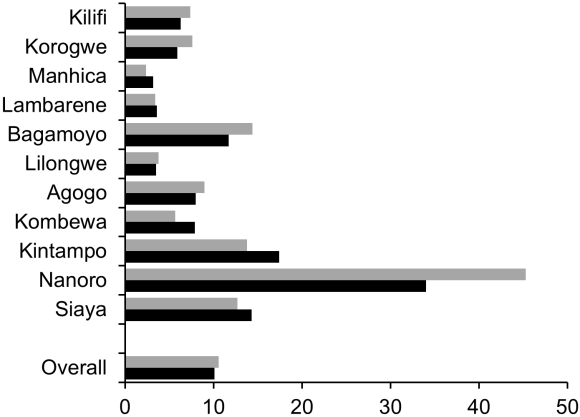 Kilifi
Korogwe
Manhica
Lambarene
Bagamoyo
Lilongwe
Agogo
Kombewa
Kintampo
Nanoro
Siaya
Overall
0 10 20 30 40 50